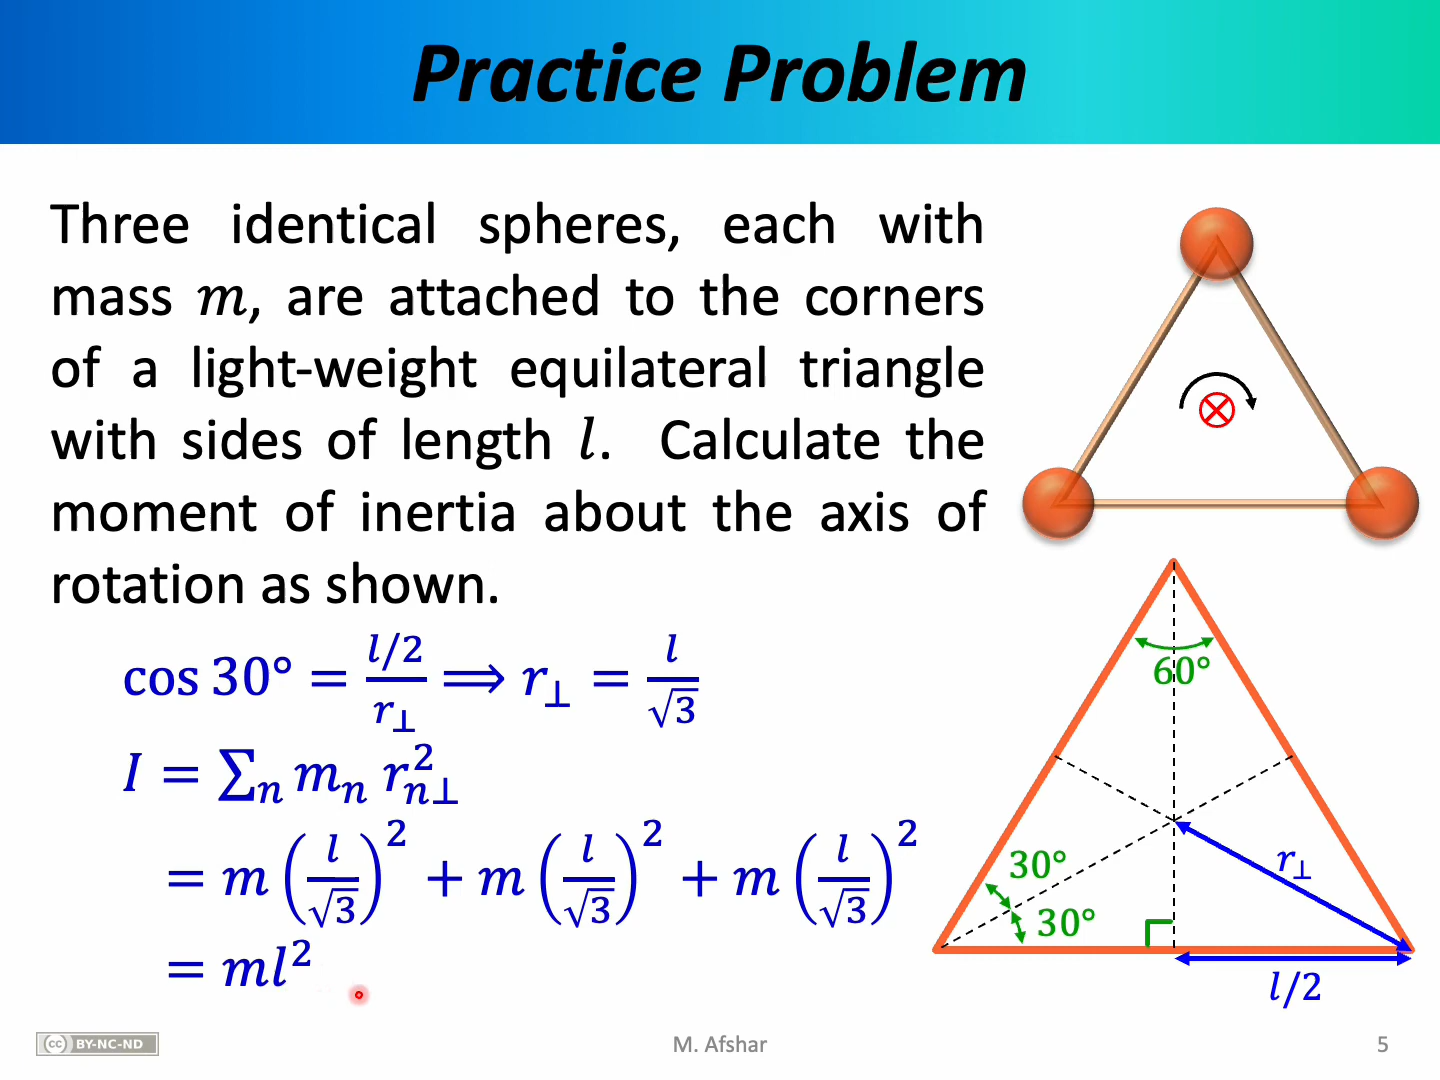 Practice Problem
Three identical spheres, each with
mass m, are attached to the corners
of a light-weight equilateral triangle
with sides of length l. Calculate the
moment of inertia about the axis of
rotation as shown.
cos 30° = (l/2)/r⊥ ⟹ r⊥ = l/√3
I = ∑ₙ mₙ r²ₙ⊥
= m (l/√3)² + m (l/√3)² + m (l/√3)²
= ml²
60°
30°
30°
r⊥
l/2
cc BY-NC-ND
M. Afshar
5